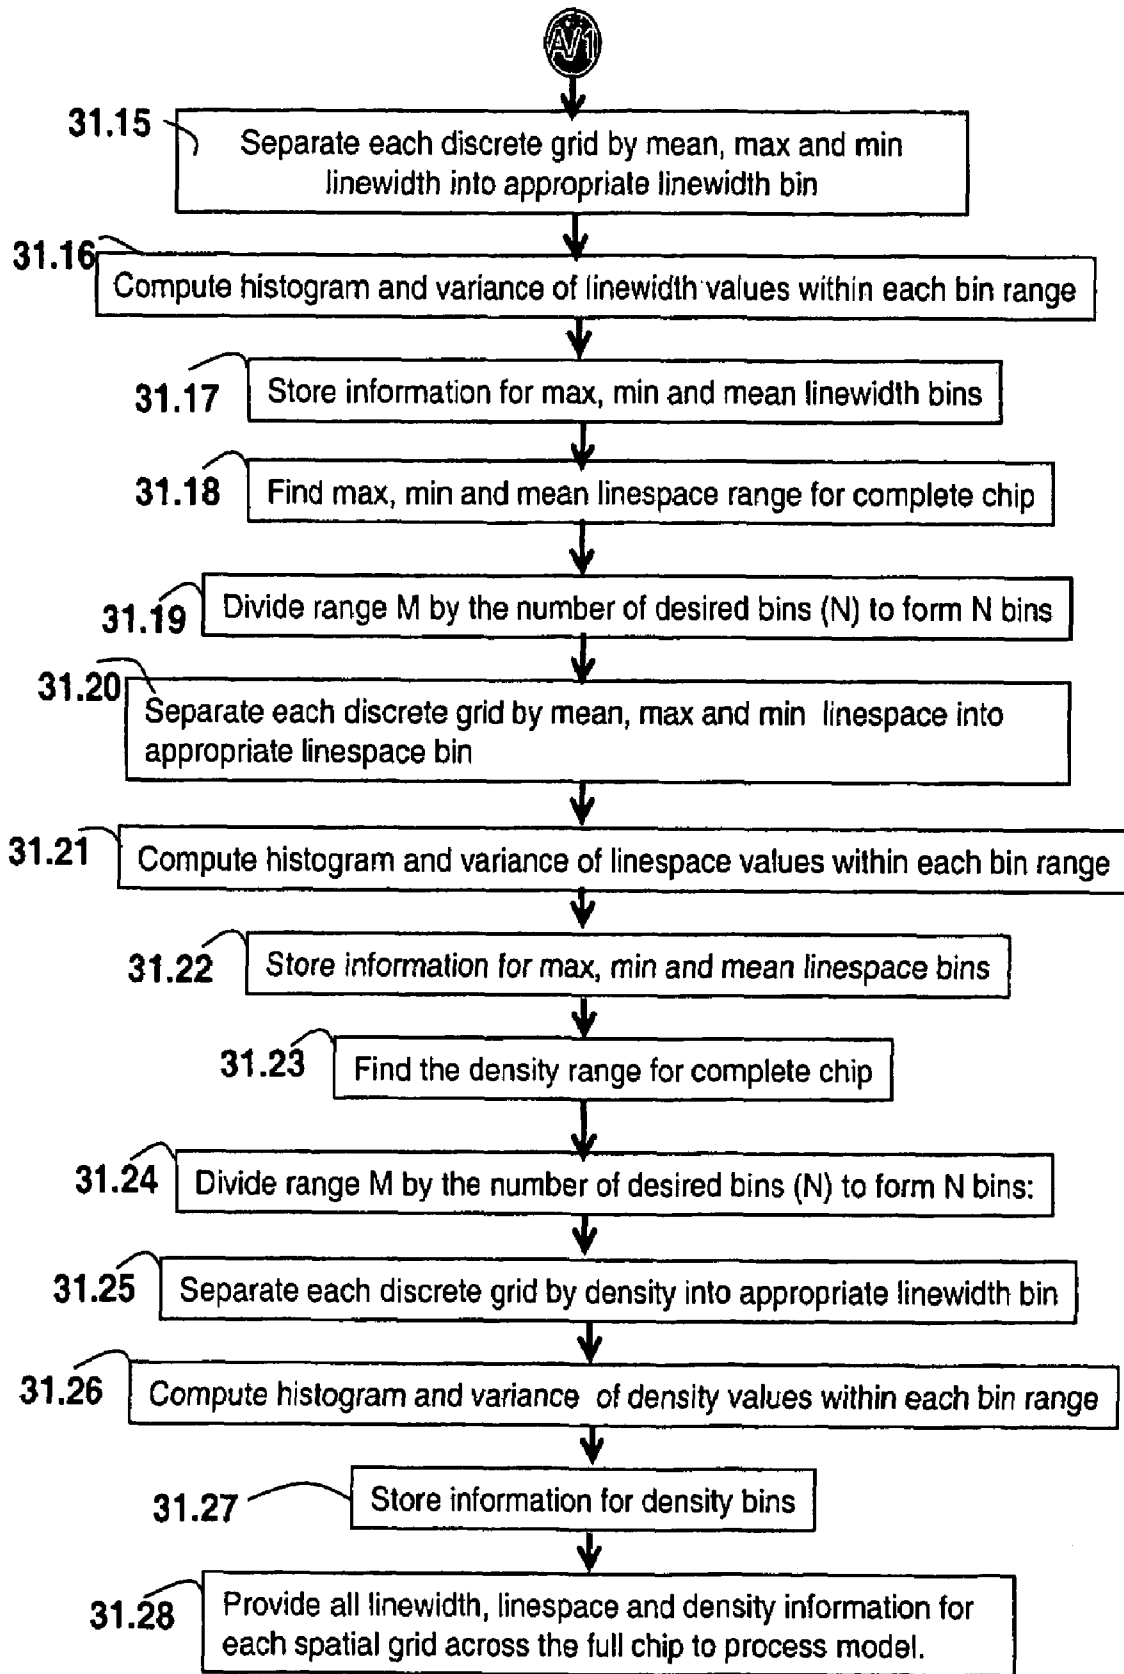 A/1
31.15
Separate each discrete grid by mean, max and min
linewidth into appropriate linewidth bin
31.16
Compute histogram and variance of linewidth values within each bin range
31.17
Store information for max, min and mean linewidth bins
31.18
Find max, min and mean linespace range for complete chip
31.19
Divide range M by the number of desired bins (N) to form N bins
31.20
Separate each discrete grid by mean, max and min linespace into
appropriate linespace bin
31.21
Compute histogram and variance of linespace values within each bin range
31.22
Store information for max, min and mean linespace bins
31.23
Find the density range for complete chip
31.24
Divide range M by the number of desired bins (N) to form N bins:
31.25
Separate each discrete grid by density into appropriate linewidth bin
31.26
Compute histogram and variance of density values within each bin range
31.27
Store information for density bins
31.28
Provide all linewidth, linespace and density information for
each spatial grid across the full chip to process model.